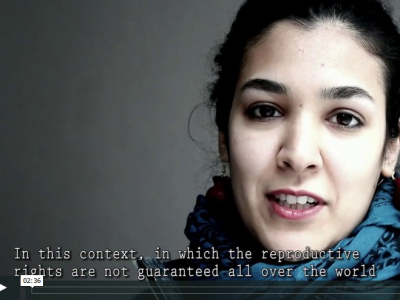 In this context, in which the reproductive
rights are not guaranteed all over the world
02:36